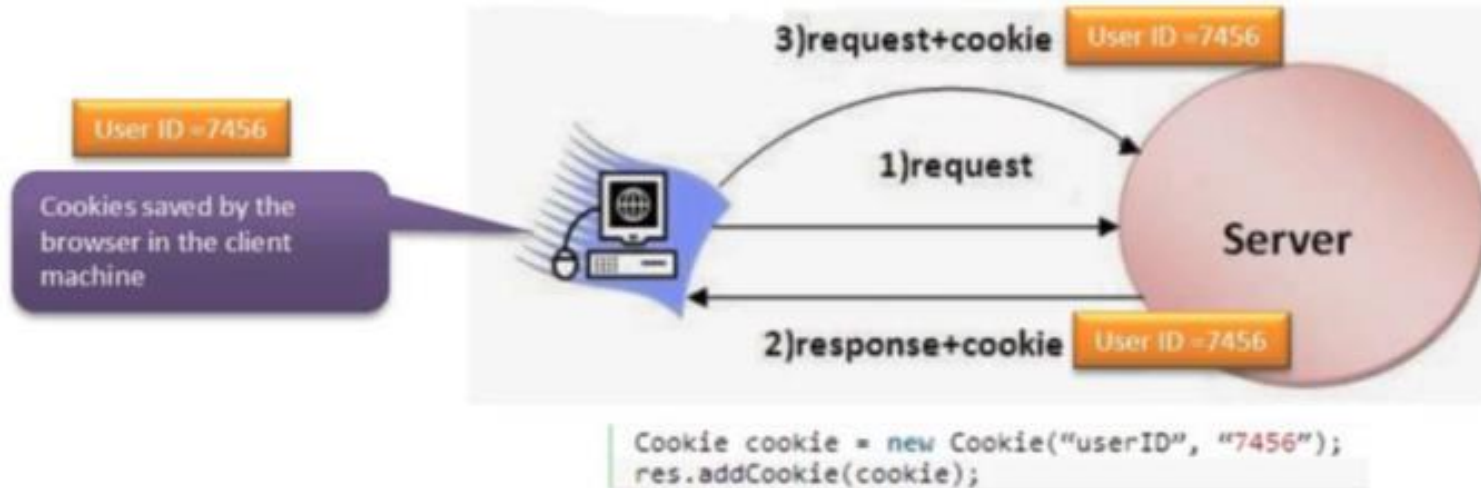 3)request+cookie
User ID =7456
User ID =7456
Cookies saved by the
browser in the client
machine
1)request
Server
2)response+cookie
User ID =7456
Cookie cookie = new Cookie(“userID”, “7456”);
res.addCookie(cookie);